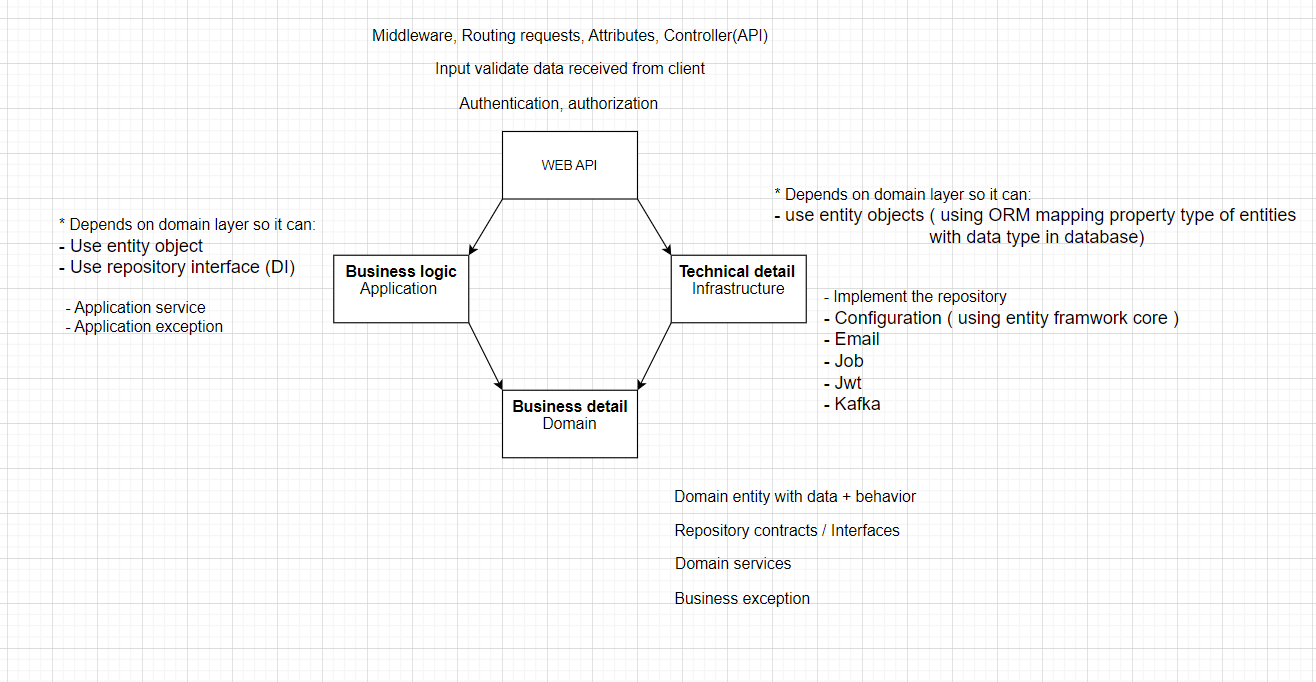 Middleware, Routing requests, Attributes, Controller(API)
Input validate data received from client
Authentication, authorization
WEB API
* Depends on domain layer so it can:
- Use entity object
- Use repository interface (DI)
- Application service
- Application exception
Business logic
Application
* Depends on domain layer so it can:
- use entity objects ( using ORM mapping property type of entities
with data type in database)
Technical detail
Infrastructure
- Implement the repository
- Configuration ( using entity framwork core )
- Email
- Job
- Jwt
- Kafka
Business detail
Domain
Domain entity with data + behavior
Repository contracts / Interfaces
Domain services
Business exception